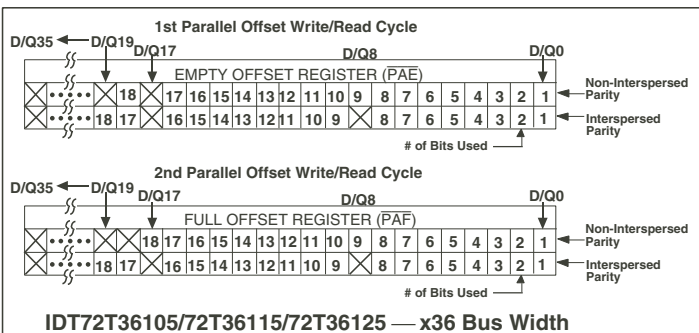 1st Parallel Offset Write/Read Cycle
D/Q35 D/Q19 D/Q17 D/Q8 D/Q0
EMPTY OFFSET REGISTER (PAE)
18 17 16 15 14 13 12 11 10 9 8 7 6 5 4 3 2 1 Non-Interspersed Parity
18 17 16 15 14 13 12 11 10 9 8 7 6 5 4 3 2 1 Interspersed Parity
# of Bits Used
2nd Parallel Offset Write/Read Cycle
D/Q35 D/Q19 D/Q17 D/Q8 D/Q0
FULL OFFSET REGISTER (PAF)
18 17 16 15 14 13 12 11 10 9 8 7 6 5 4 3 2 1 Non-Interspersed Parity
18 17 16 15 14 13 12 11 10 9 8 7 6 5 4 3 2 1 Interspersed Parity
# of Bits Used
IDT72T36105/72T36115/72T36125 — x36 Bus Width